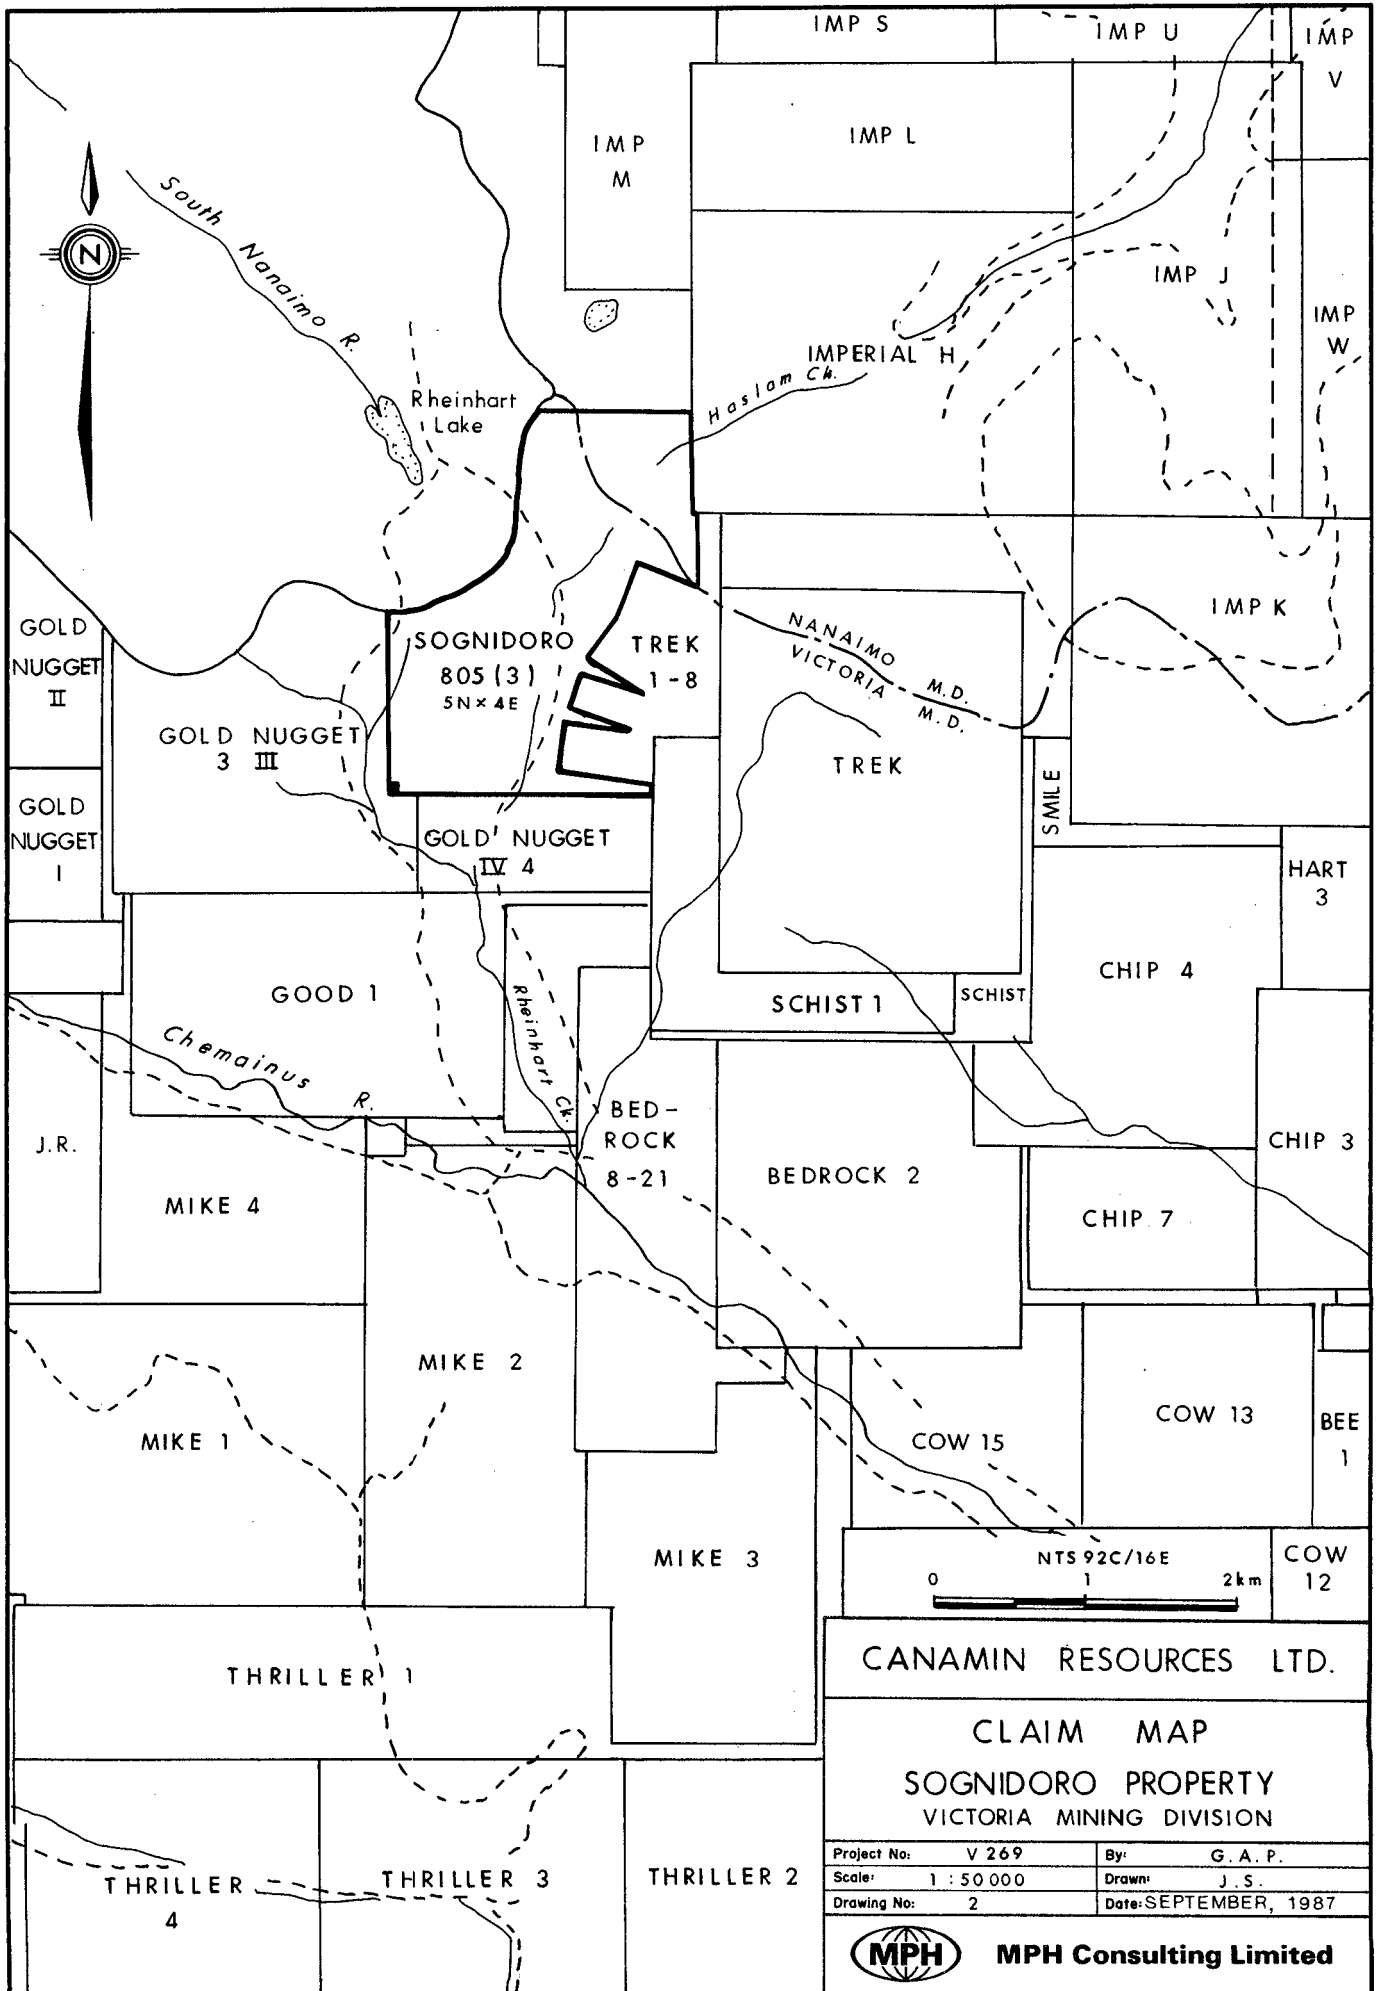 IMP S
IMP U
IMP
V
IMP
M
IMP L
South Nanaimo R.
N
IMP J
IMP
W
IMPERIAL H
Haslam Ck.
Rheinhart
Lake
IMP K
GOLD
NUGGET
II
SOGNIDORO
805 (3)
5N × 4E
TREK
1-8
NANAIMO M.D.
VICTORIA M.D.
GOLD NUGGET
3 III
TREK
SMILE
GOLD
NUGGET
I
GOLD NUGGET
IV 4
HART
3
GOOD 1
CHIP 4
SCHIST 1
SCHIST
Rheinhart Ck.
Chemainus R.
J.R.
BED-
ROCK
8-21
CHIP 3
MIKE 4
BEDROCK 2
CHIP 7
MIKE 2
MIKE 1
COW 15
COW 13
BEE
1
MIKE 3
NTS 92C/16E
0 1 2km
COW
12
THRILLER 1
CANAMIN RESOURCES LTD.
CLAIM MAP
SOGNIDORO PROPERTY
VICTORIA MINING DIVISION
Project No: V 269 By: G. A. P.
Scale: 1 : 50 000 Drawn: J. S.
Drawing No: 2 Date: SEPTEMBER, 1987
THRILLER
4
THRILLER 3
THRILLER 2
MPH MPH Consulting Limited